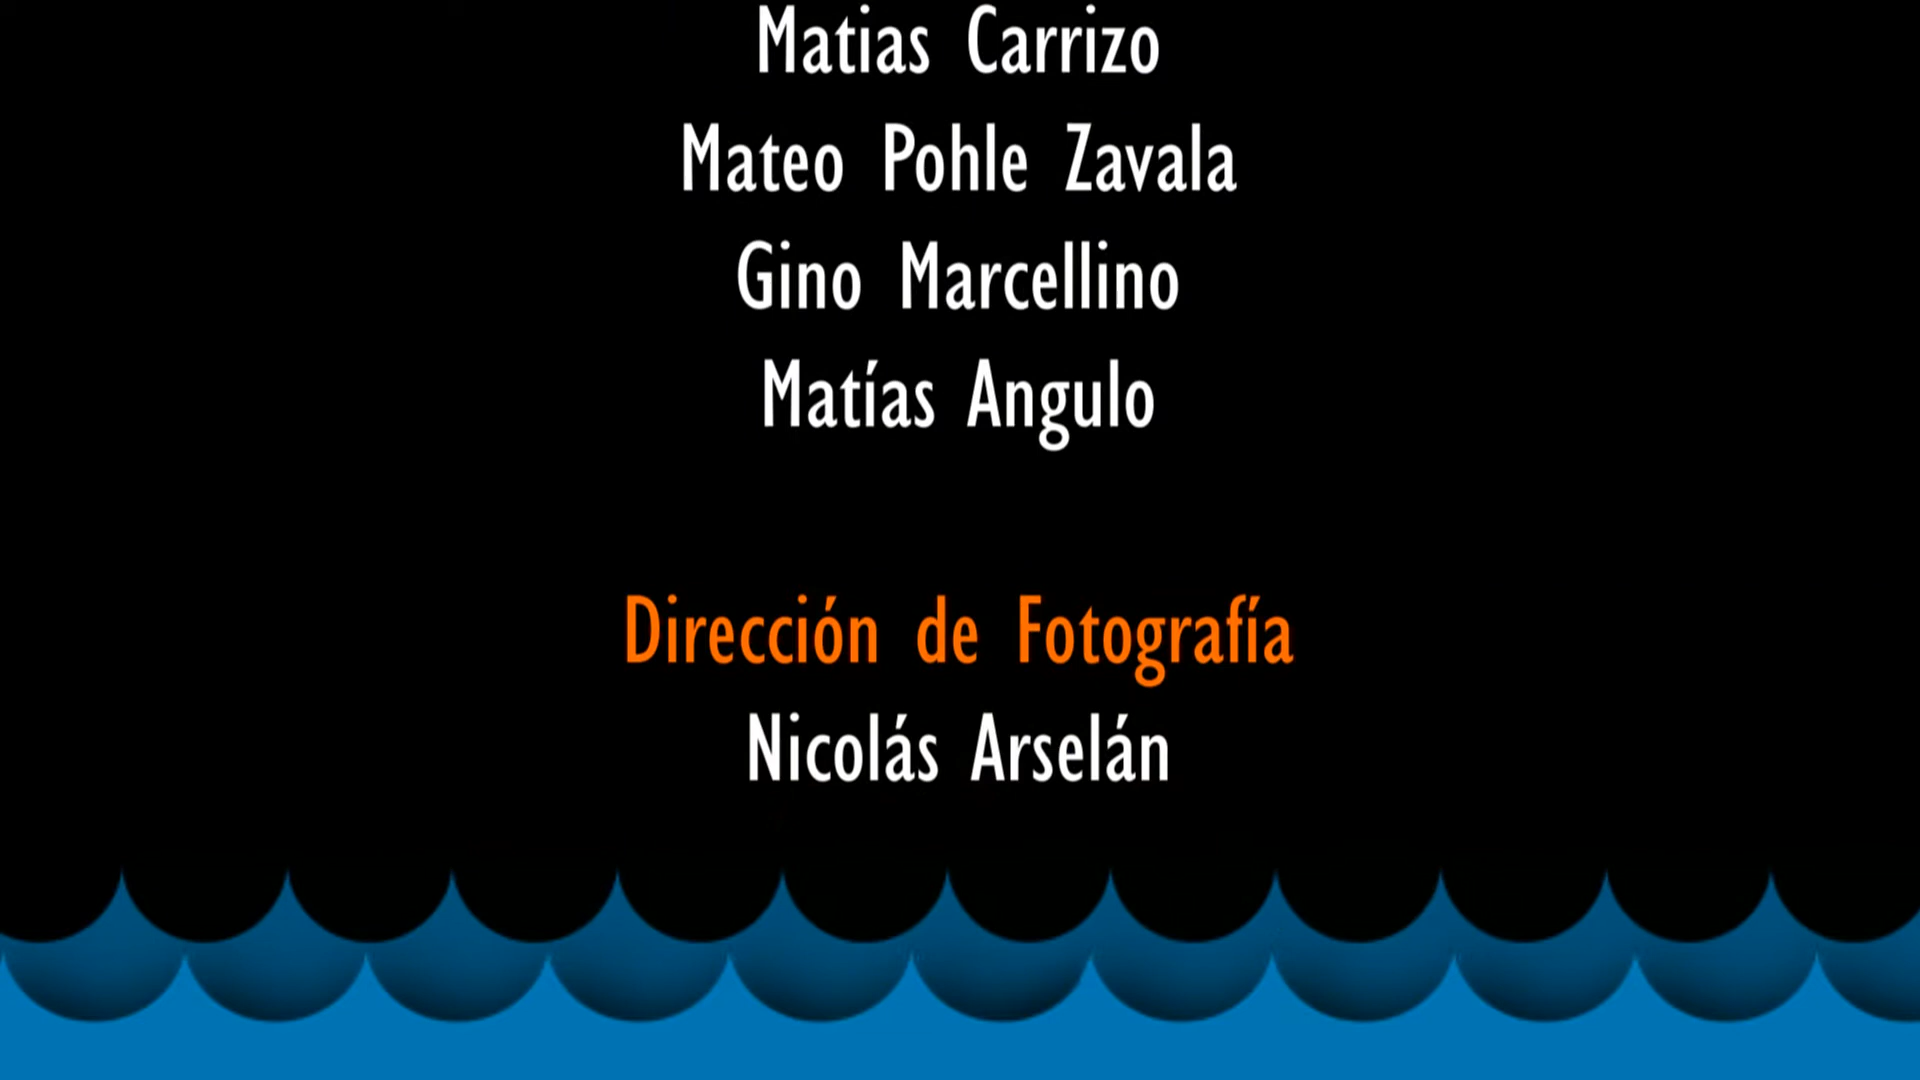 Matias Carrizo
Mateo Pohle Zavala
Gino Marcellino
Matías Angulo
Dirección de Fotografía
Nicolás Arselán